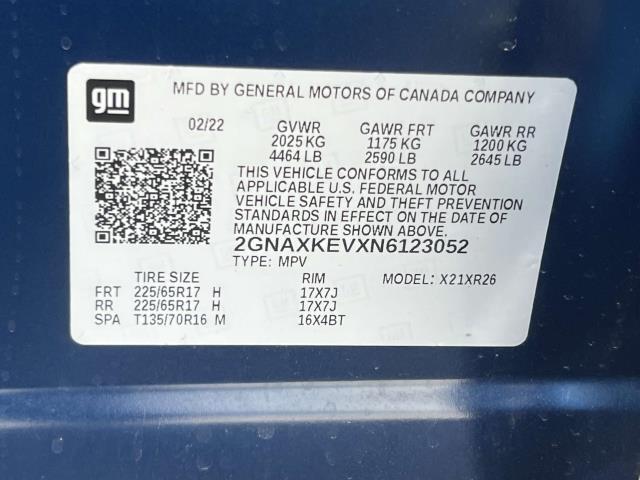 gm MFD BY GENERAL MOTORS OF CANADA COMPANY
02/22 GVWR GAWR FRT GAWR RR
2025 KG 1175 KG 1200 KG
4464 LB 2590 LB 2645 LB
THIS VEHICLE CONFORMS TO ALL
APPLICABLE U.S. FEDERAL MOTOR
VEHICLE SAFETY AND THEFT PREVENTION
STANDARDS IN EFFECT ON THE DATE OF
MANUFACTURE SHOWN ABOVE.
2GNAXKEVXN6123052
TYPE: MPV
TIRE SIZE RIM MODEL: X21XR26
FRT 225/65R17 H 17X7J
RR 225/65R17 H 17X7J
SPA T135/70R16 M 16X4BT